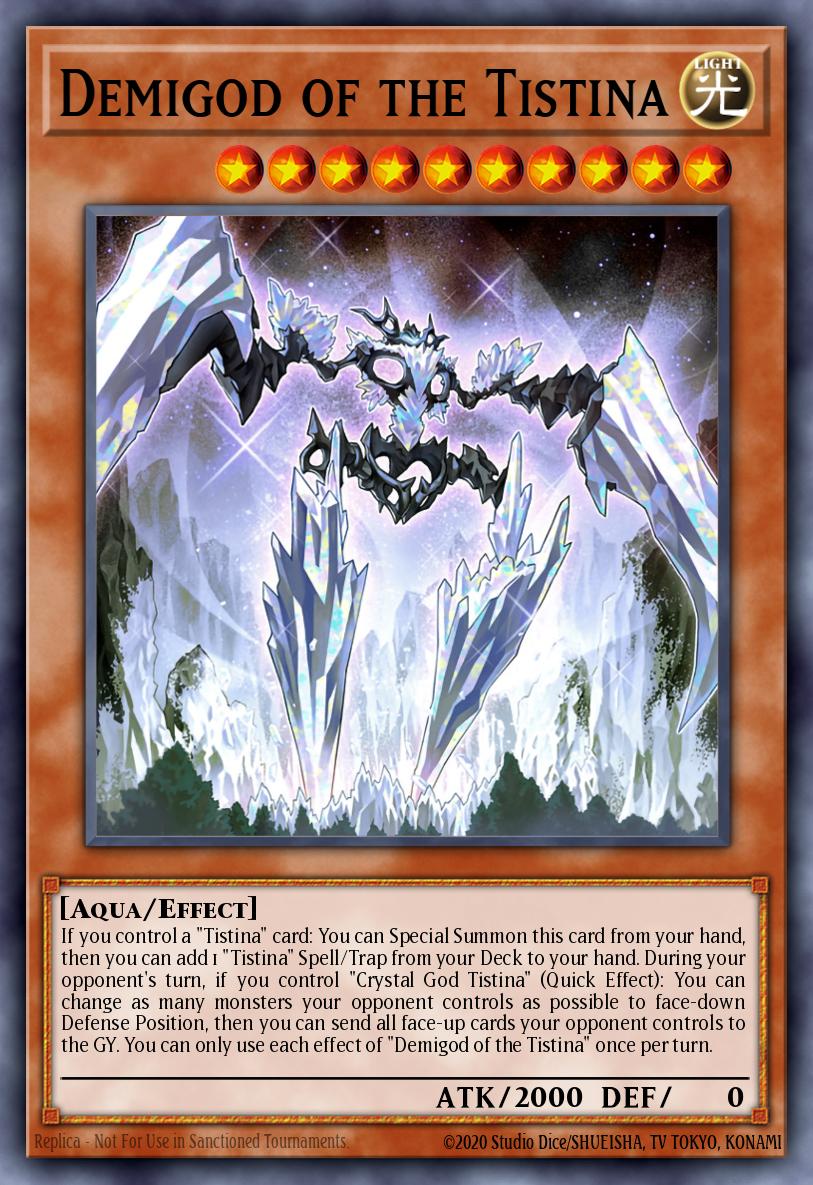 Demigod of the Tistina
LIGHT
光
[Aqua/Effect]
If you control a "Tistina" card: You can Special Summon this card from your hand,
then you can add 1 "Tistina" Spell/Trap from your Deck to your hand. During your
opponent's turn, if you control "Crystal God Tistina" (Quick Effect): You can
change as many monsters your opponent controls as possible to face-down
Defense Position, then you can send all face-up cards your opponent controls to
the GY. You can only use each effect of "Demigod of the Tistina" once per turn.
ATK/2000 DEF/ 0
Replica - Not For Use in Sanctioned Tournaments.
©2020 Studio Dice/SHUEISHA, TV TOKYO, KONAMI